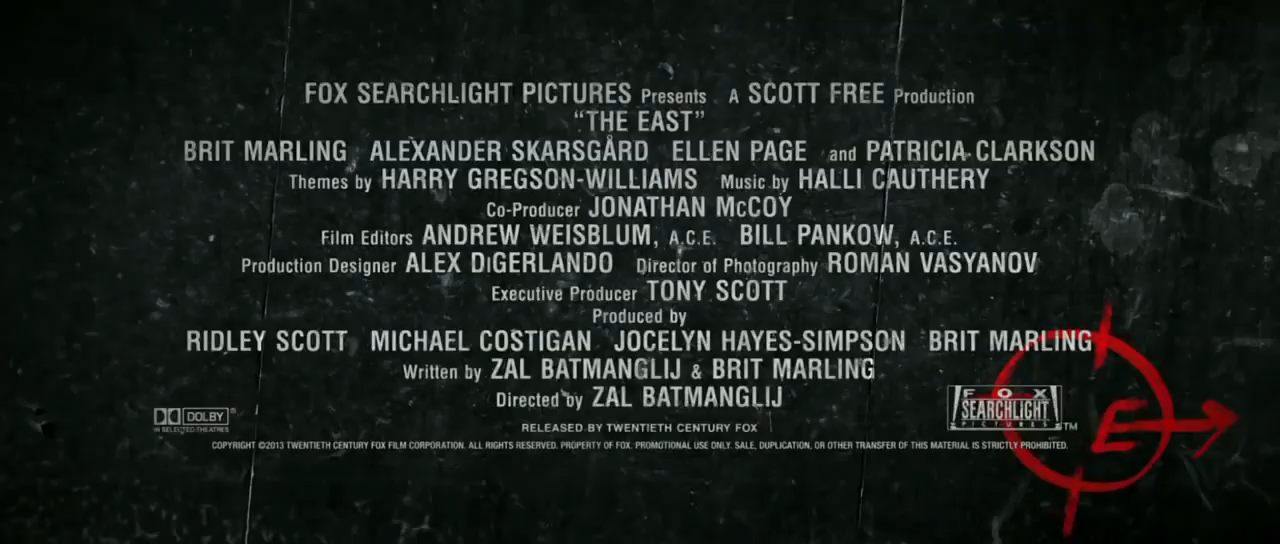 FOX SEARCHLIGHT PICTURES Presents A SCOTT FREE Production
“THE EAST”
BRIT MARLING ALEXANDER SKARSGÅRD ELLEN PAGE and PATRICIA CLARKSON
Themes by HARRY GREGSON-WILLIAMS Music by HALLI CAUTHERY
Co-Producer JONATHAN McCOY
Film Editors ANDREW WEISBLUM, A.C.E. BILL PANKOW, A.C.E.
Production Designer ALEX DiGERLANDO Director of Photography ROMAN VASYANOV
Executive Producer TONY SCOTT
Produced by
RIDLEY SCOTT MICHAEL COSTIGAN JOCELYN HAYES-SIMPSON BRIT MARLING
Written by ZAL BATMANGLIJ & BRIT MARLING
Directed by ZAL BATMANGLIJ
DOLBY®
IN SELECTED THEATRES
RELEASED BY TWENTIETH CENTURY FOX
FOX
SEARCHLIGHT
PICTURES™
E
COPYRIGHT ©2013 TWENTIETH CENTURY FOX FILM CORPORATION. ALL RIGHTS RESERVED. PROPERTY OF FOX. PROMOTIONAL USE ONLY. SALE, DUPLICATION, OR OTHER TRANSFER OF THIS MATERIAL IS STRICTLY PROHIBITED.